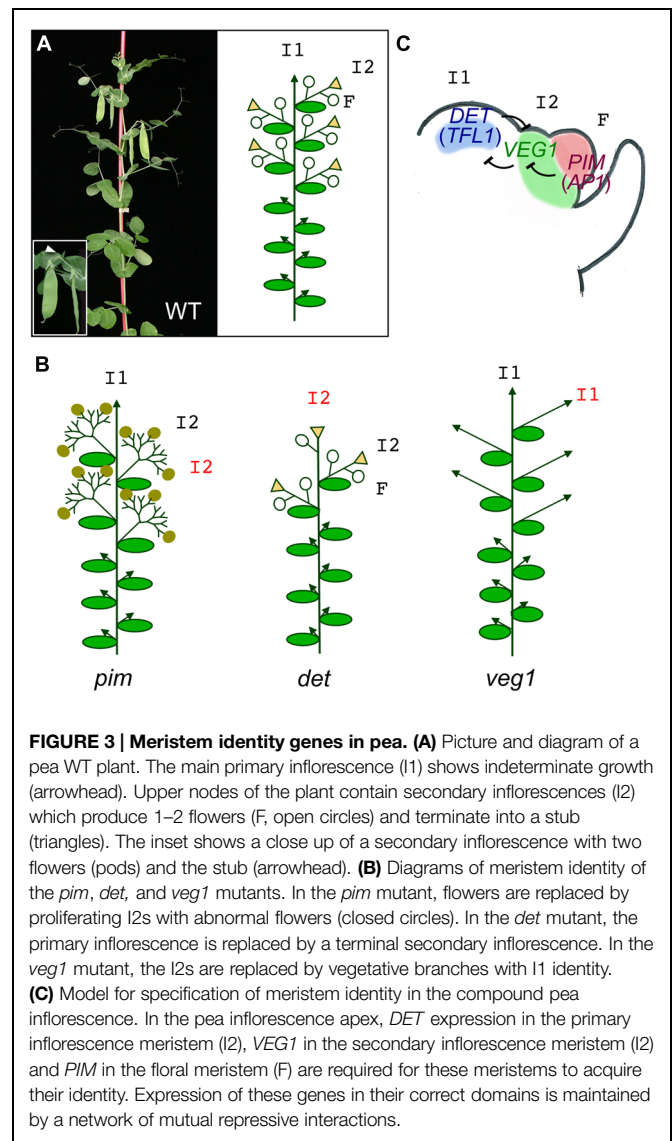 A
I1
I2
F
WT
C
I1
I2
F
DET
(TFL1)
VEG1
PIM
(AP1)
B
I1
I2
I2
pim
I2
I2
F
det
I1
I1
veg1
FIGURE 3 | Meristem identity genes in pea. (A) Picture and diagram of a
pea WT plant. The main primary inflorescence (I1) shows indeterminate growth
(arrowhead). Upper nodes of the plant contain secondary inflorescences (I2)
which produce 1–2 flowers (F, open circles) and terminate into a stub
(triangles). The inset shows a close up of a secondary inflorescence with two
flowers (pods) and the stub (arrowhead). (B) Diagrams of meristem identity of
the pim, det, and veg1 mutants. In the pim mutant, flowers are replaced by
proliferating I2s with abnormal flowers (closed circles). In the det mutant, the
primary inflorescence is replaced by a terminal secondary inflorescence. In the
veg1 mutant, the I2s are replaced by vegetative branches with I1 identity.
(C) Model for specification of meristem identity in the compound pea
inflorescence. In the pea inflorescence apex, DET expression in the primary
inflorescence meristem (I2), VEG1 in the secondary inflorescence meristem (I2)
and PIM in the floral meristem (F) are required for these meristems to acquire
their identity. Expression of these genes in their correct domains is maintained
by a network of mutual repressive interactions.